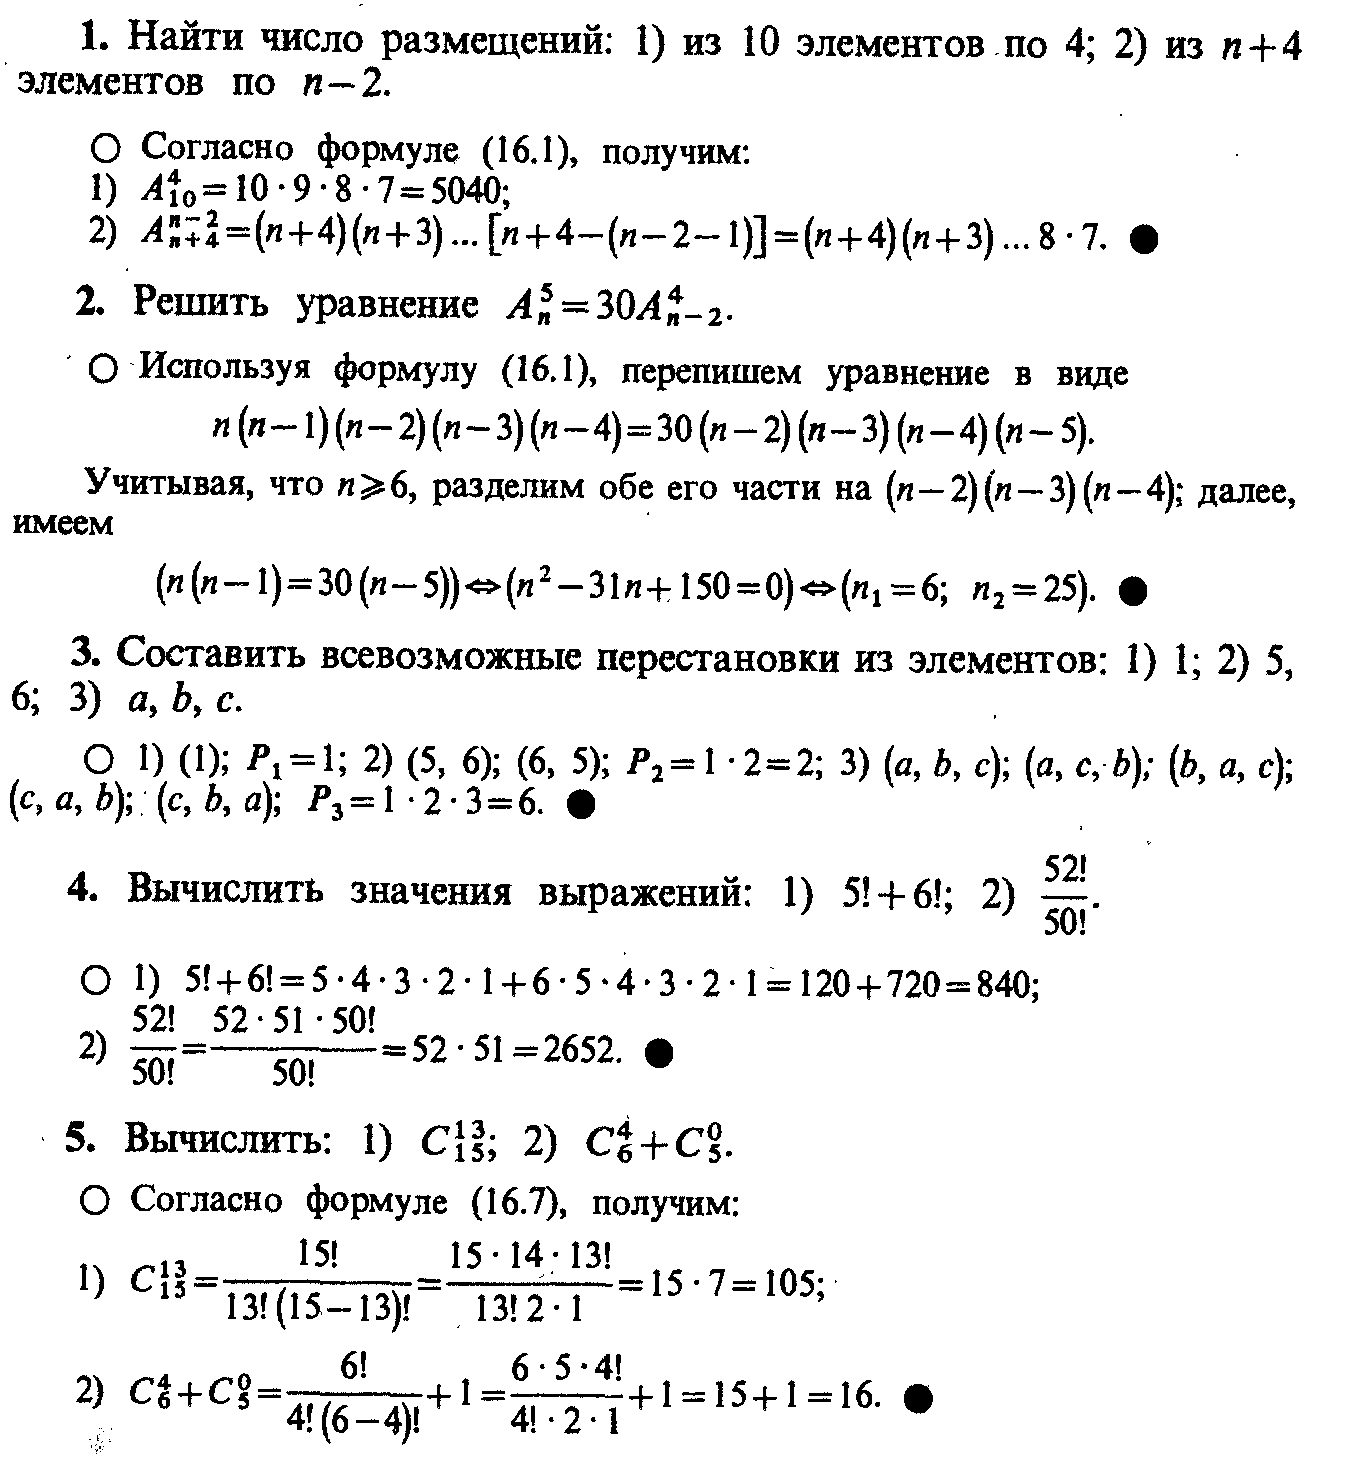 1. Найти число размещений: 1) из 10 элементов по 4; 2) из n+4
элементов по n−2.
○ Согласно формуле (16.1), получим:
1) A⁴₁₀=10·9·8·7=5040;
2) Aⁿ⁻²ₙ₊₄=(n+4)(n+3)...[n+4−(n−2−1)]=(n+4)(n+3)...8·7. ●
2. Решить уравнение A⁵ₙ=30A⁴ₙ₋₂.
○ Используя формулу (16.1), перепишем уравнение в виде
n(n−1)(n−2)(n−3)(n−4)=30(n−2)(n−3)(n−4)(n−5).
Учитывая, что n⩾6, разделим обе его части на (n−2)(n−3)(n−4); далее,
имеем
(n(n−1)=30(n−5))⇔(n²−31n+150=0)⇔(n₁=6; n₂=25). ●
3. Составить всевозможные перестановки из элементов: 1) 1; 2) 5,
6; 3) a, b, c.
○ 1) (1); P₁=1; 2) (5, 6); (6, 5); P₂=1·2=2; 3) (a, b, c); (a, c, b); (b, a, c);
(c, a, b); (c, b, a); P₃=1·2·3=6. ●
4. Вычислить значения выражений: 1) 5!+6!; 2) 52!/50!.
○ 1) 5!+6!=5·4·3·2·1+6·5·4·3·2·1=120+720=840;
2) 52!/50!=52·51·50!/50!=52·51=2652. ●
5. Вычислить: 1) C¹³₁₅; 2) C⁴₆+C⁰₅.
○ Согласно формуле (16.7), получим:
1) C¹³₁₅=15!/13!(15−13)!=15·14·13!/13!2·1=15·7=105;
2) C⁴₆+C⁰₅=6!/4!(6−4)!+1=6·5·4!/4!·2·1+1=15+1=16. ●